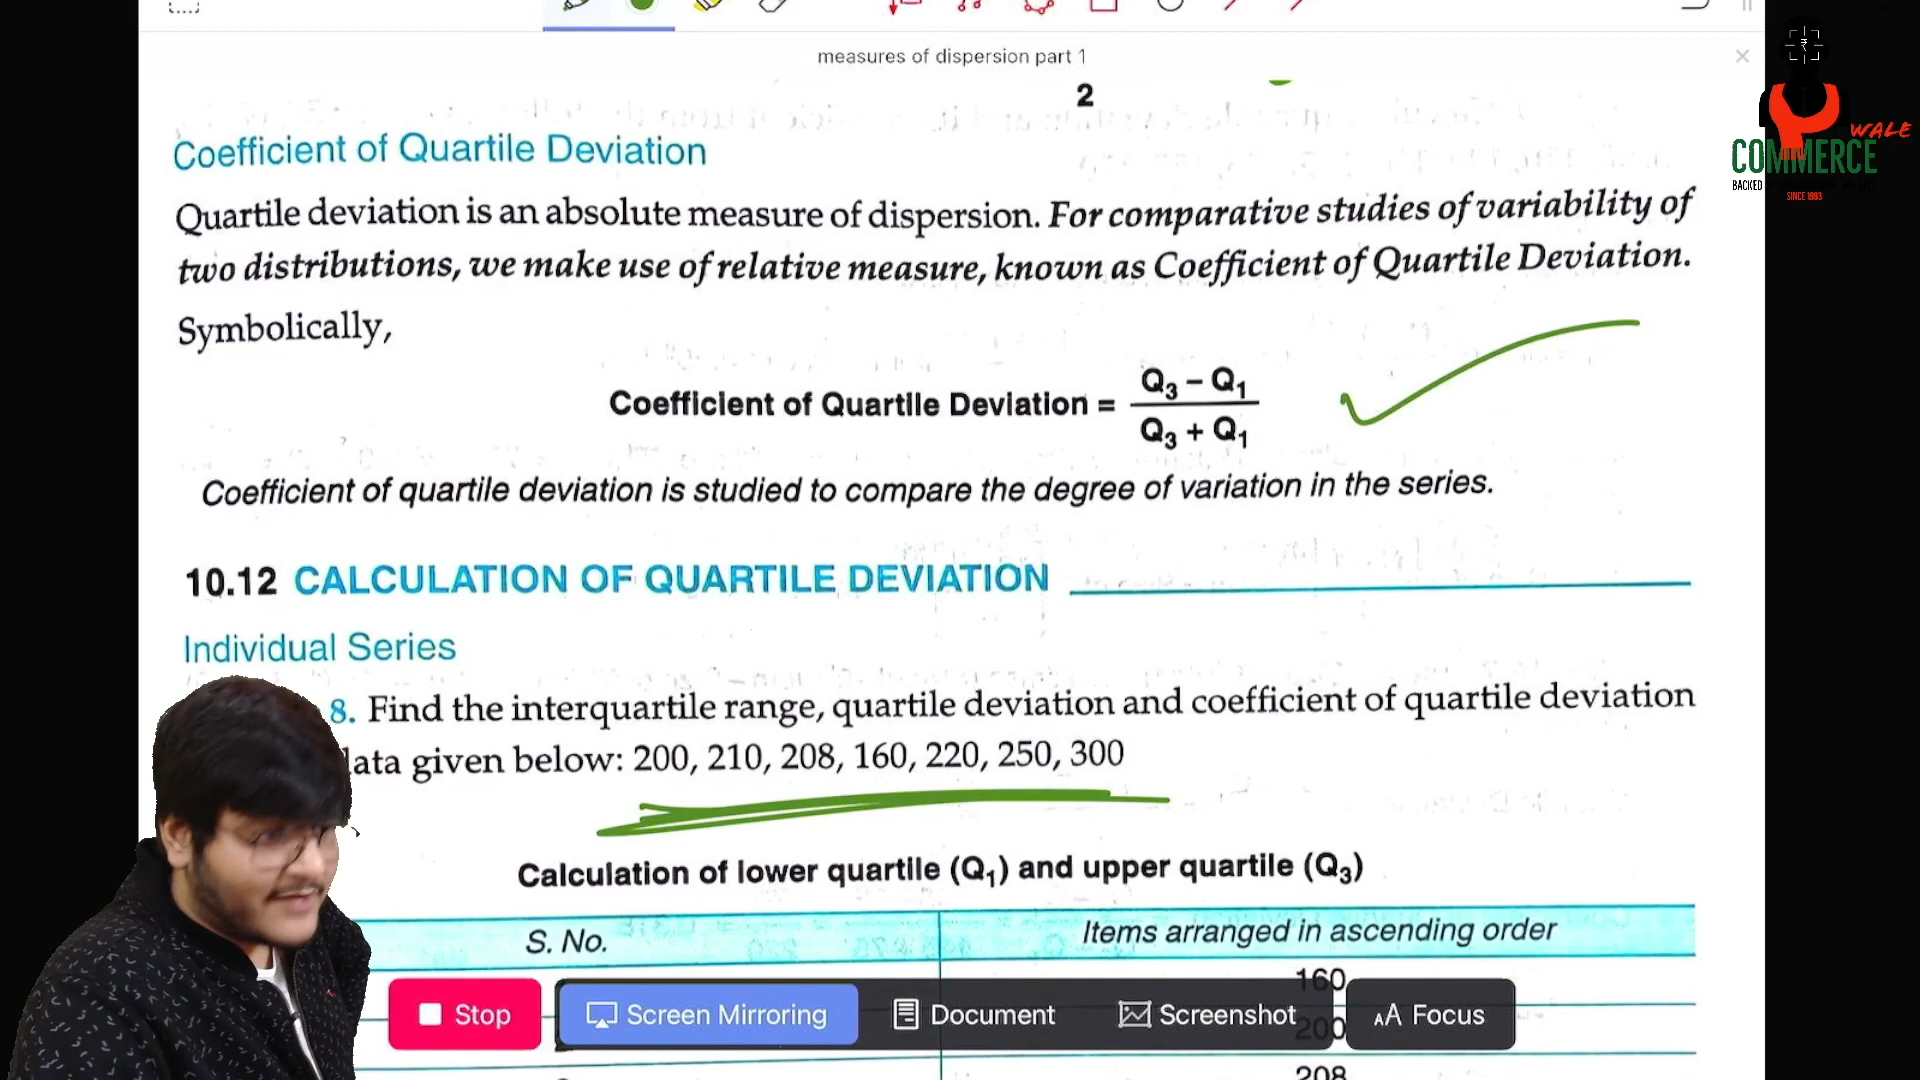 measures of dispersion part 1
2
WALE
COMMERCE
BACKED
SINCE 1993
Coefficient of Quartile Deviation
Quartile deviation is an absolute measure of dispersion. For comparative studies of variability of
two distributions, we make use of relative measure, known as Coefficient of Quartile Deviation.
Symbolically,
Coefficient of Quartile Deviation = Q₃ − Q₁ / Q₃ + Q₁
Coefficient of quartile deviation is studied to compare the degree of variation in the series.
10.12 CALCULATION OF QUARTILE DEVIATION
Individual Series
8. Find the interquartile range, quartile deviation and coefficient of quartile deviation
data given below: 200, 210, 208, 160, 220, 250, 300
Calculation of lower quartile (Q₁) and upper quartile (Q₃)
S. No. Items arranged in ascending order
160
Stop Screen Mirroring Document Screenshot AA Focus
200
208